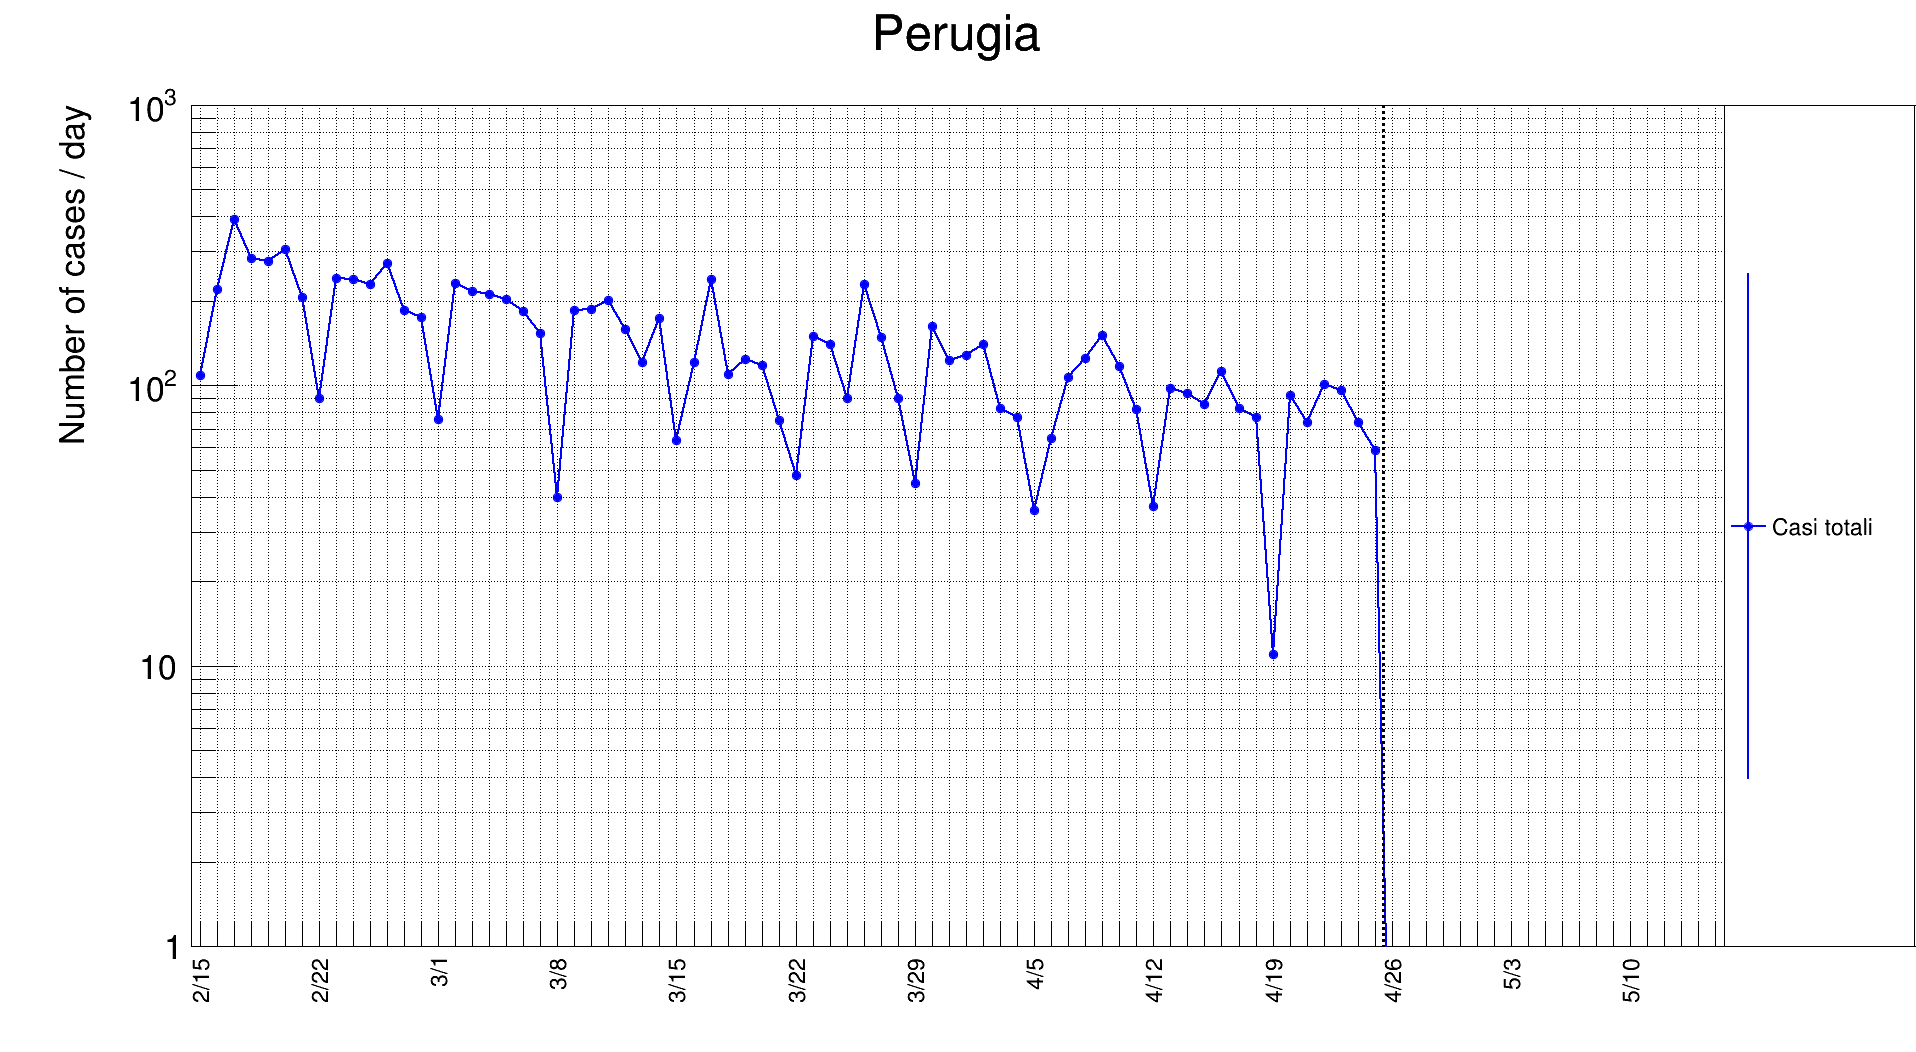 Perugia
Number of cases / day
10³
10²
10
1
2/15 2/22 3/1 3/8 3/15 3/22 3/29 4/5 4/12 4/19 4/26 5/3 5/10
Casi totali